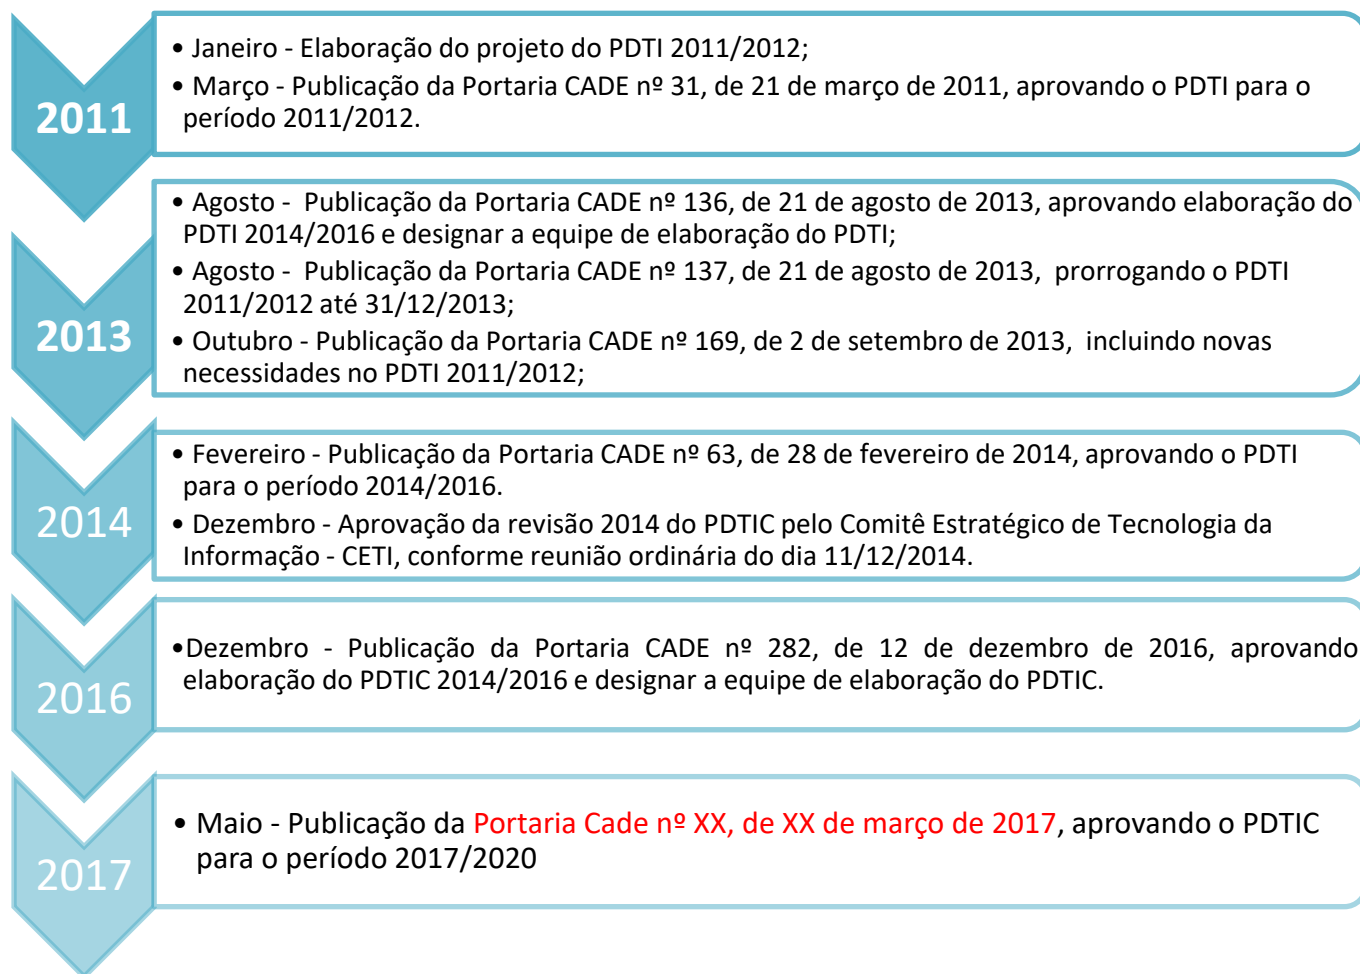 2011
• Janeiro - Elaboração do projeto do PDTI 2011/2012;
• Março - Publicação da Portaria CADE nº 31, de 21 de março de 2011, aprovando o PDTI para o
período 2011/2012.
2013
• Agosto - Publicação da Portaria CADE nº 136, de 21 de agosto de 2013, aprovando elaboração do
PDTI 2014/2016 e designar a equipe de elaboração do PDTI;
• Agosto - Publicação da Portaria CADE nº 137, de 21 de agosto de 2013, prorrogando o PDTI
2011/2012 até 31/12/2013;
• Outubro - Publicação da Portaria CADE nº 169, de 2 de setembro de 2013, incluindo novas
necessidades no PDTI 2011/2012;
2014
• Fevereiro - Publicação da Portaria CADE nº 63, de 28 de fevereiro de 2014, aprovando o PDTI
para o período 2014/2016.
• Dezembro - Aprovação da revisão 2014 do PDTIC pelo Comitê Estratégico de Tecnologia da
Informação - CETI, conforme reunião ordinária do dia 11/12/2014.
2016
•Dezembro - Publicação da Portaria CADE nº 282, de 12 de dezembro de 2016, aprovando
elaboração do PDTIC 2014/2016 e designar a equipe de elaboração do PDTIC.
2017
• Maio - Publicação da Portaria Cade nº XX, de XX de março de 2017, aprovando o PDTIC
para o período 2017/2020